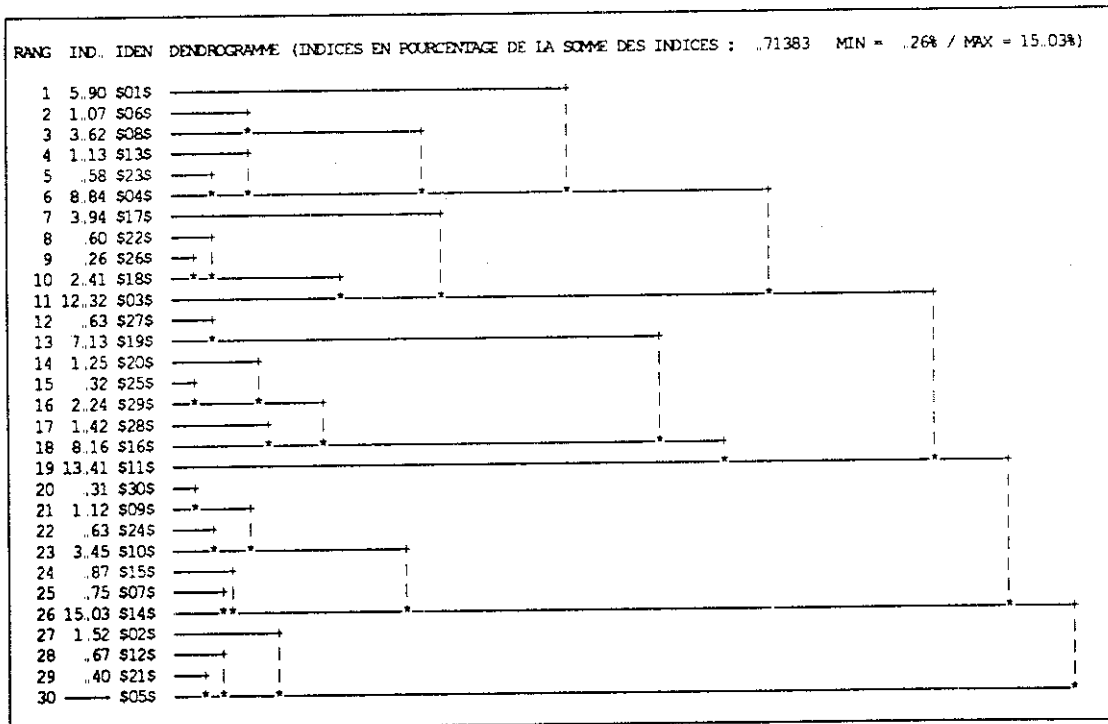 RANG IND.. IDEN DENDROGRAMME (INDICES EN POURCENTAGE DE LA SOMME DES INDICES : ..71383 MIN = ..26% / MAX = 15..03%)
1 5..90 $01$
2 1..07 $06$
3 3..62 $08$
4 1..13 $13$
5 ..58 $23$
6 8..84 $04$
7 3..94 $17$
8 .60 $22$
9 .26 $26$
10 2..41 $18$
11 12..32 $03$
12 ..63 $27$
13 7..13 $19$
14 1..25 $20$
15 .32 $25$
16 2..24 $29$
17 1..42 $28$
18 8.16 $16$
19 13.41 $11$
20 ..31 $30$
21 1.12 $09$
22 ..63 $24$
23 3..45 $10$
24 ..87 $15$
25 ..75 $07$
26 15..03 $14$
27 1.52 $02$
28 ..67 $12$
29 ..40 $21$
30 $05$